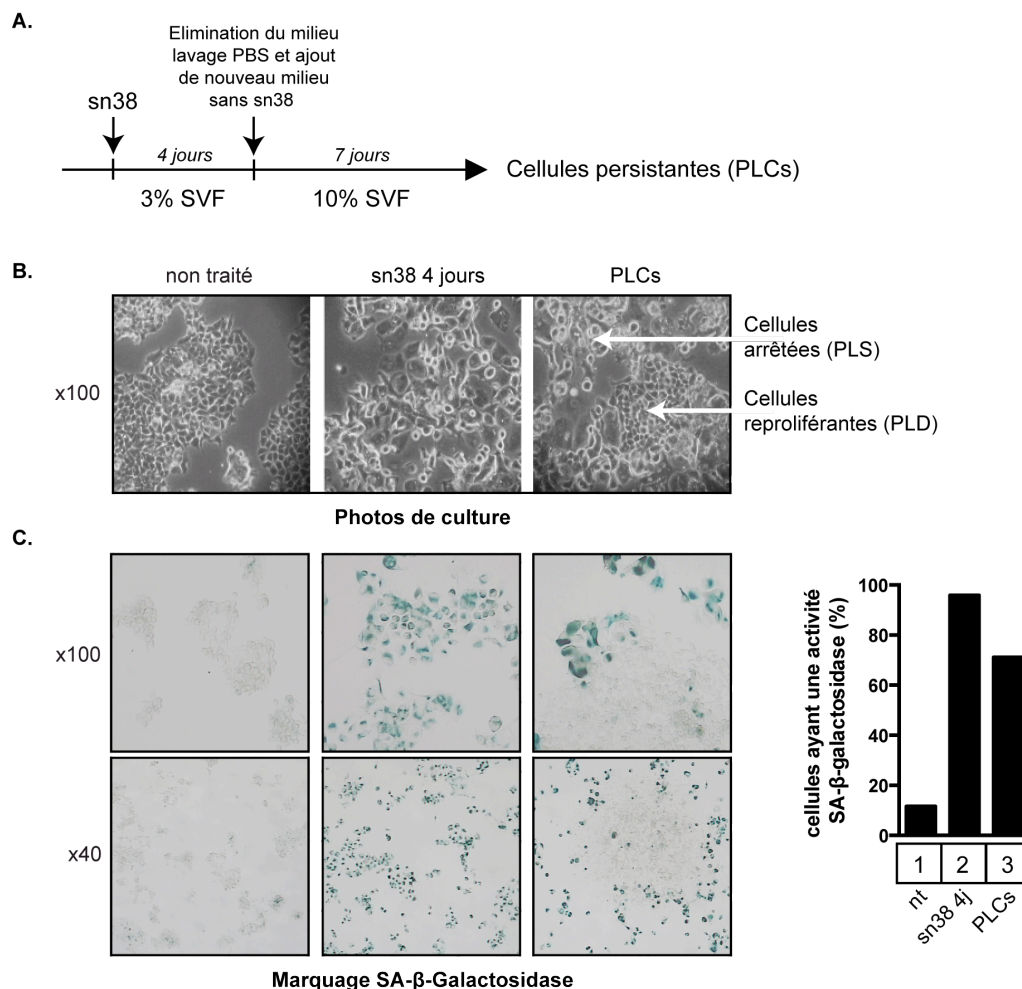 A.
Elimination du milieu
lavage PBS et ajout
de nouveau milieu
sans sn38
sn38
4 jours
7 jours
3% SVF
10% SVF
Cellules persistantes (PLCs)
B.
non traité
sn38 4 jours
PLCs
x100
Cellules
arrêtées (PLS)
Cellules
reproliférantes (PLD)
Photos de culture
C.
x100
x40
Marquage SA-β-Galactosidase
cellules ayant une activité
SA-β-galactosidase (%)
100
80
60
40
20
0
1
2
3
nt
sn38 4j
PLCs